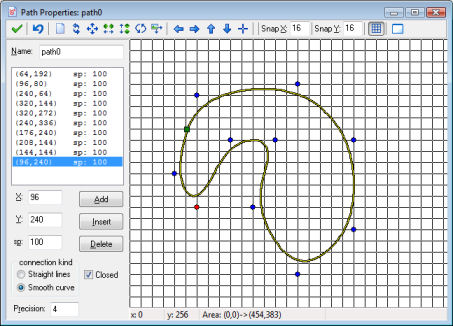 Path Properties: path0
Snap X: 16 Snap Y: 16
Name: path0
(64,192) sp: 100
(96,80) sp: 100
(240,64) sp: 100
(320,144) sp: 100
(320,272) sp: 100
(240,336) sp: 100
(176,240) sp: 100
(208,144) sp: 100
(144,144) sp: 100
(96,240) sp: 100
X: 96 Add
Y: 240 Insert
sp: 100 Delete
connection kind
Straight lines Closed
Smooth curve
Precision: 4
x: 0 y: 256 Area: (0,0)->(454,383)